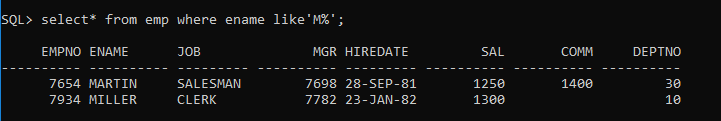 SQL> select* from emp where ename like'M%';
EMPNO ENAME JOB MGR HIREDATE SAL COMM DEPTNO
---------- ---------- --------- ---------- --------- ---------- ---------- ----------
7654 MARTIN SALESMAN 7698 28-SEP-81 1250 1400 30
7934 MILLER CLERK 7782 23-JAN-82 1300 10